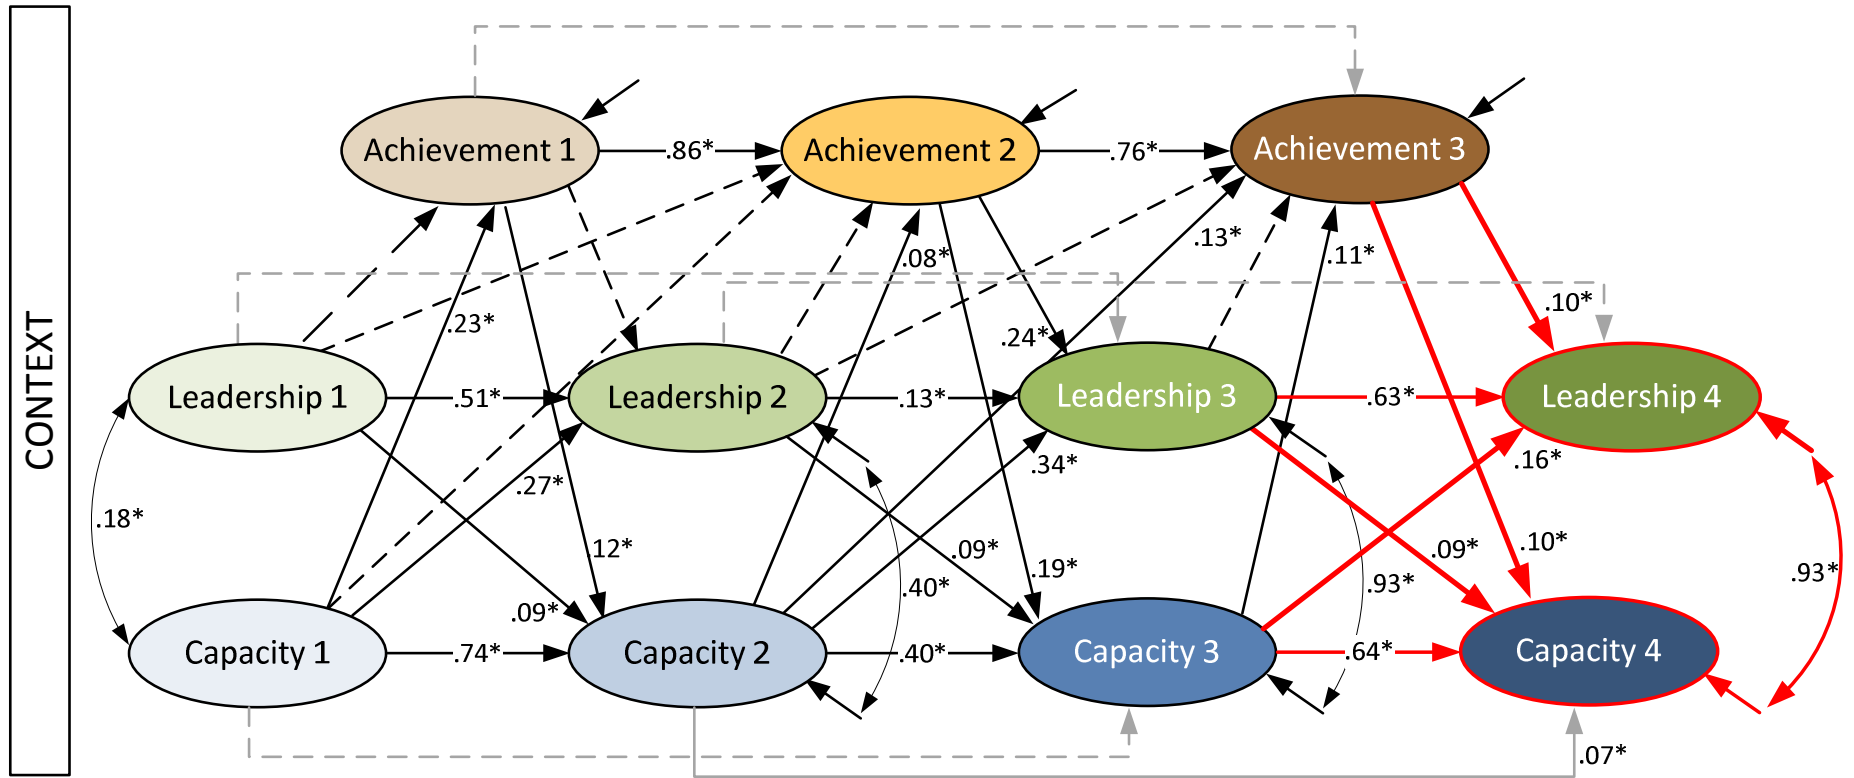 CONTEXT
Achievement 1
.86*
Achievement 2
.76*
Achievement 3
.13*
.08*
.11*
.23*
.24*
.10*
Leadership 1
.51*
Leadership 2
.13*
Leadership 3
.63*
Leadership 4
.34*
.16*
.27*
.18*
.12*
.09*
.09*
.10*
.19*
.40*
.93*
.93*
.09*
Capacity 1
.74*
Capacity 2
.40*
Capacity 3
.64*
Capacity 4
.07*